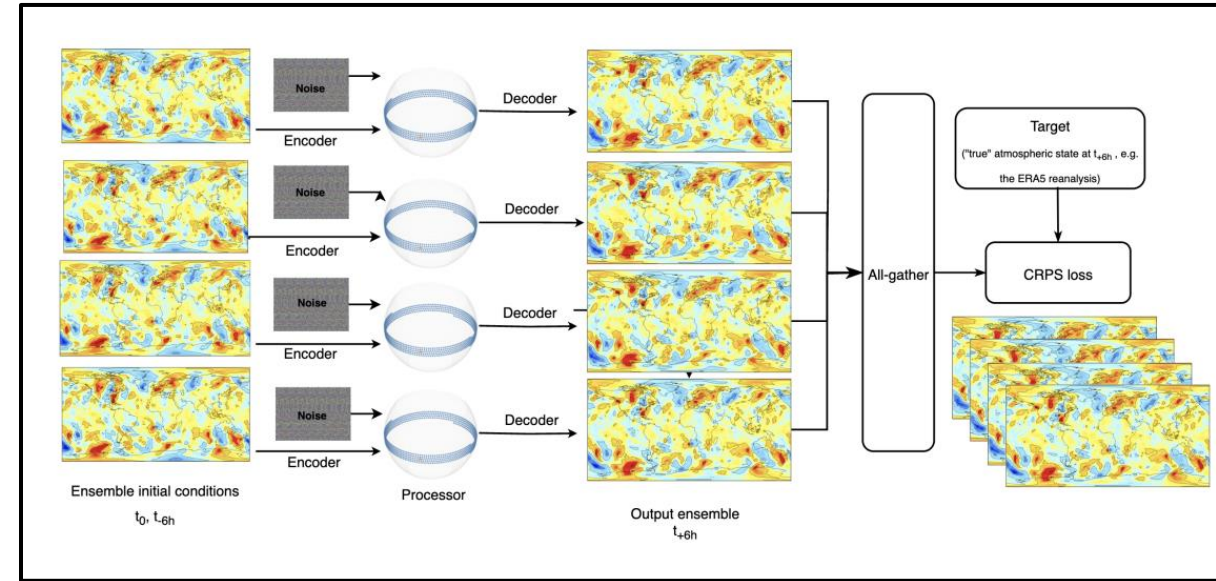 Noise
Decoder
Encoder
Noise
Decoder
Encoder
Noise
Decoder
Encoder
Noise
Decoder
Encoder
Ensemble initial conditions
t0, t-6h
Processor
Output ensemble
t+6h
All-gather
Target
("true" atmospheric state at t+6h , e.g.
the ERA5 reanalysis)
CRPS loss